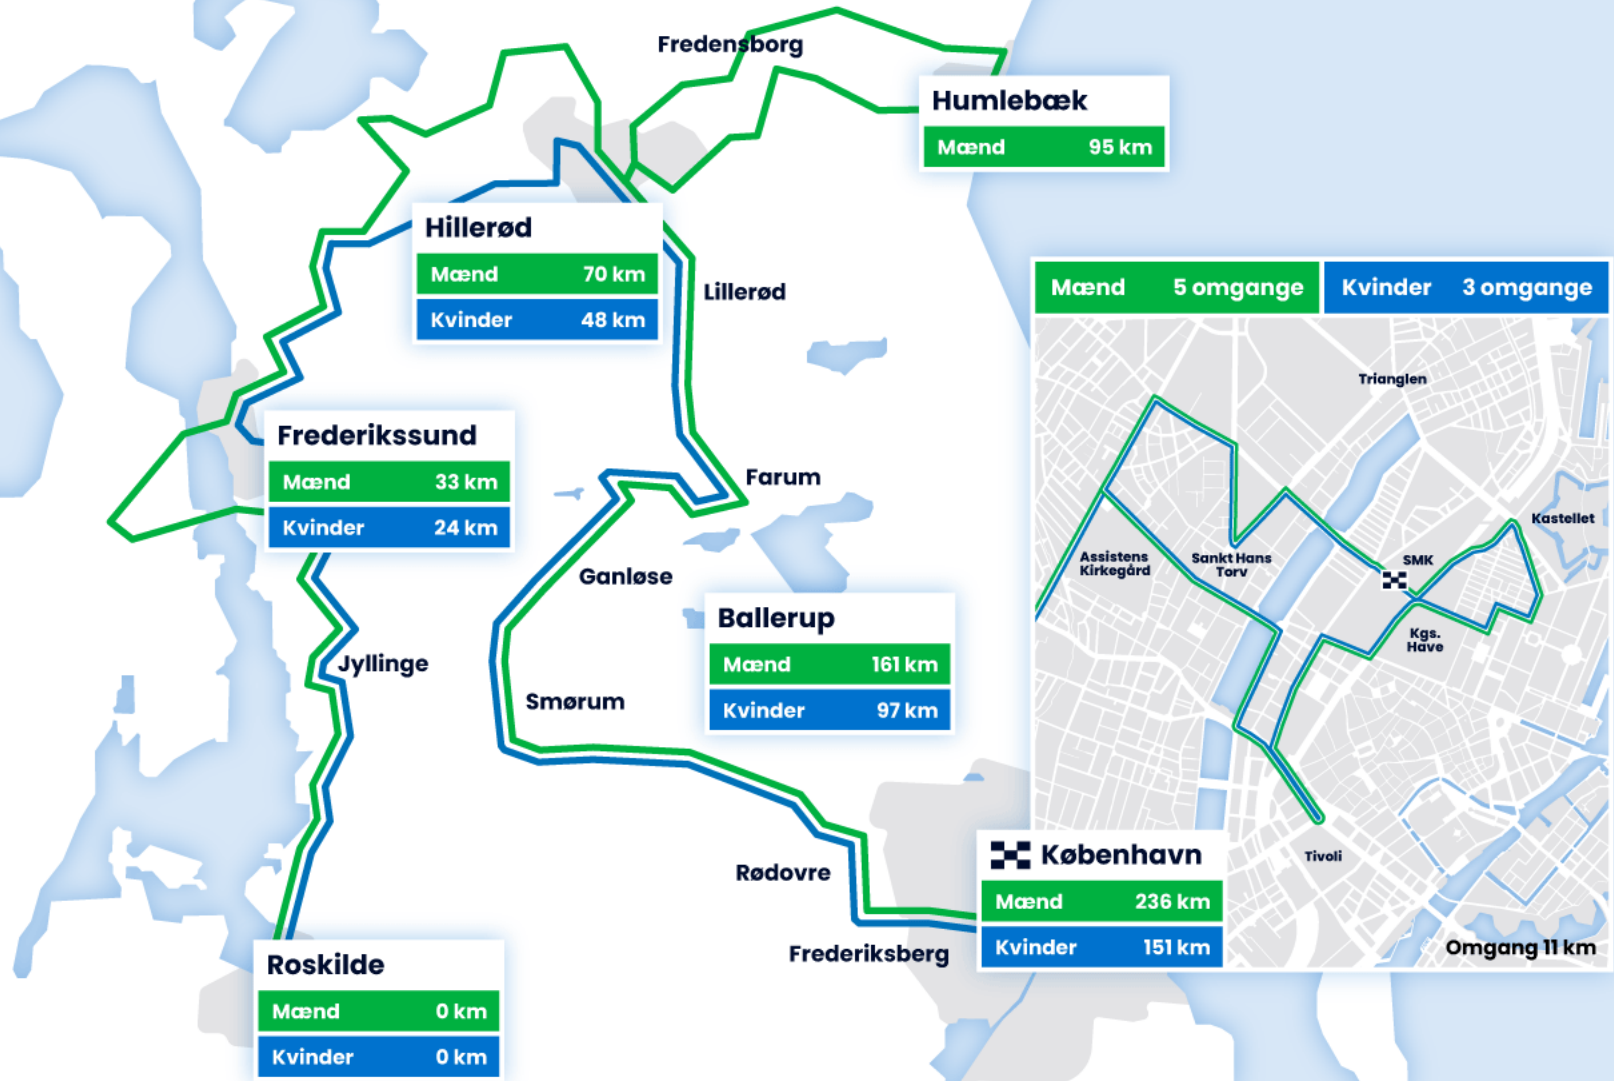 Fredensborg
Humlebæk
Mænd 95 km
Hillerød
Mænd 70 km
Kvinder 48 km
Lillerød
Mænd 5 omgange Kvinder 3 omgange
Trianglen
Kastellet
SMK
Assistens
Kirkegård
Sankt Hans
Torv
Kgs.
Have
Tivoli
Omgang 11 km
Frederikssund
Mænd 33 km
Kvinder 24 km
Farum
Ganløse
Ballerup
Mænd 161 km
Kvinder 97 km
Jyllinge
Smørum
Rødovre
København
Mænd 236 km
Kvinder 151 km
Frederiksberg
Roskilde
Mænd 0 km
Kvinder 0 km